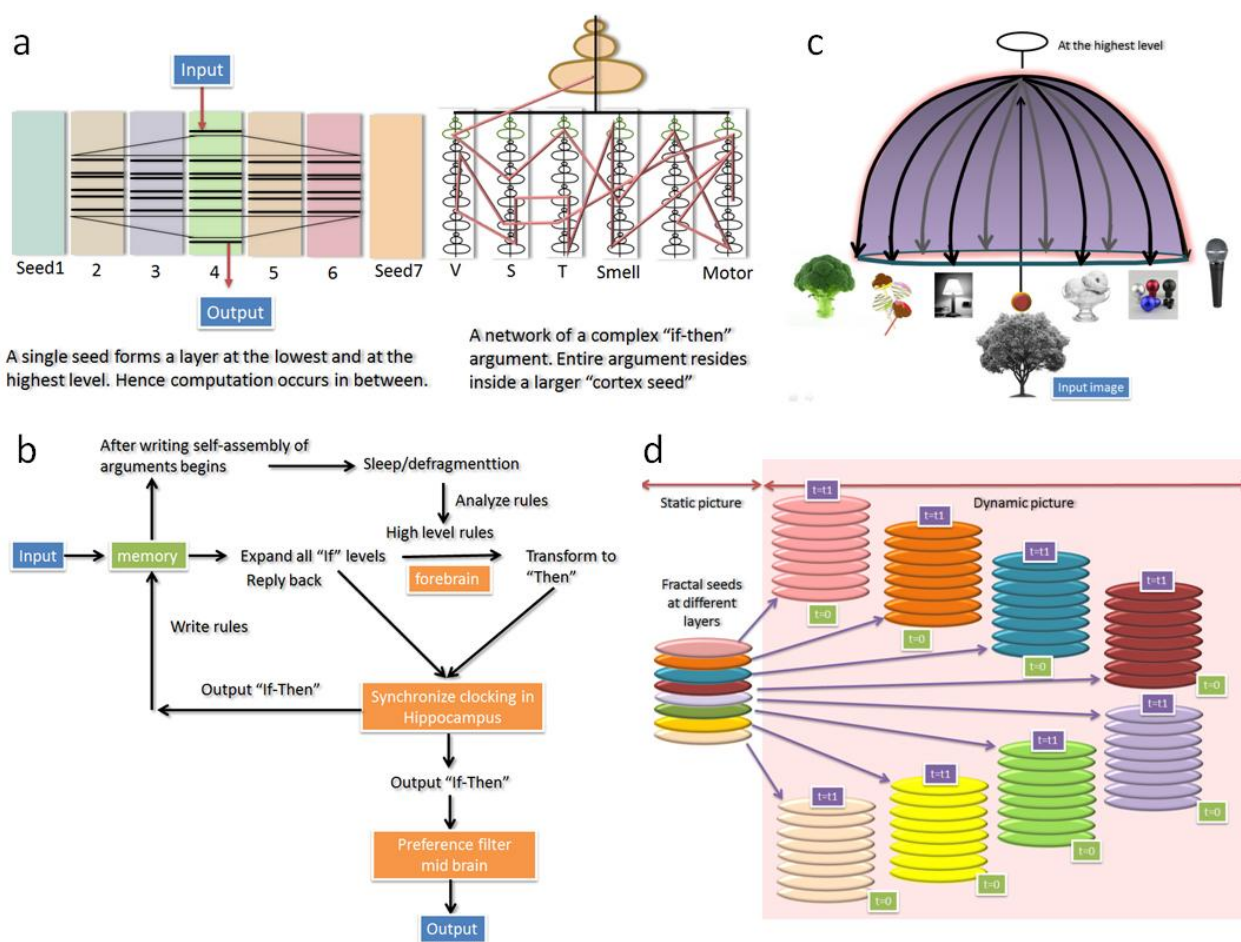 a
Input
Seed1
2
3
4
5
6
Seed7
Output
A single seed forms a layer at the lowest and at the
highest level. Hence computation occurs in between.
V
S
T
Smell
Motor
A network of a complex “if-then”
argument. Entire argument resides
inside a larger “cortex seed”
c
At the highest level
Input image
b
After writing self-assembly of
arguments begins
Sleep/defragmenttion
Analyze rules
High level rules
Input
memory
Expand all “If” levels
Reply back
forebrain
Transform to
“Then”
Write rules
Output “If-Then”
Synchronize clocking in
Hippocampus
Output “If-Then”
Preference filter
mid brain
Output
d
Static picture
Dynamic picture
Fractal seeds
at different
layers
t=t1
t=0
t=t1
t=0
t=t1
t=0
t=t1
t=0
t=t1
t=0
t=t1
t=0
t=t1
t=0
t=t1
t=0